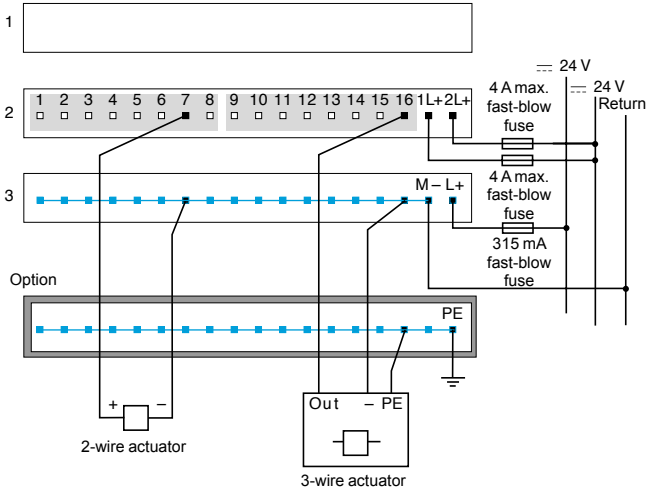 1
24 V
24 V
Return
4 A max.
fast-blow
fuse
2
1 2 3 4 5 6 7 8 9 10 11 12 13 14 15 16 1L+ 2L+
4 A max.
fast-blow
fuse
3
M – L+
315 mA
fast-blow
fuse
Option
PE
+ –
Out – PE
2-wire actuator
3-wire actuator